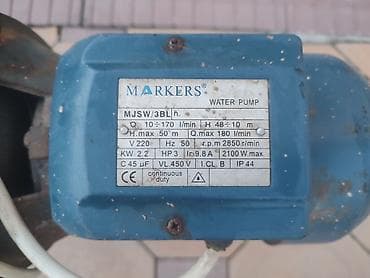 MARKERS®
WATER PUMP
MJSW/3BL h.
Q 10÷170 l/min H 48÷10 m
H.max 50 m Q.max 180 l/min
V 220 Hz 50 r.p.m 2850r/min
KW 2.2 HP 3 In 9.8 A 2100 W.max
C 45 uF VL 450 V I.CL B IP 44
CE continuous duty